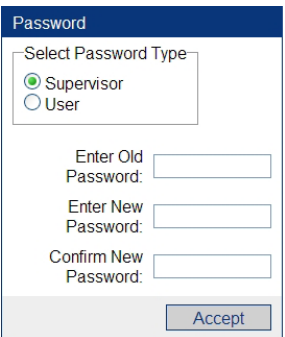 Password
Select Password Type
Supervisor
User
Enter Old
Password:
Enter New
Password:
Confirm New
Password:
Accept